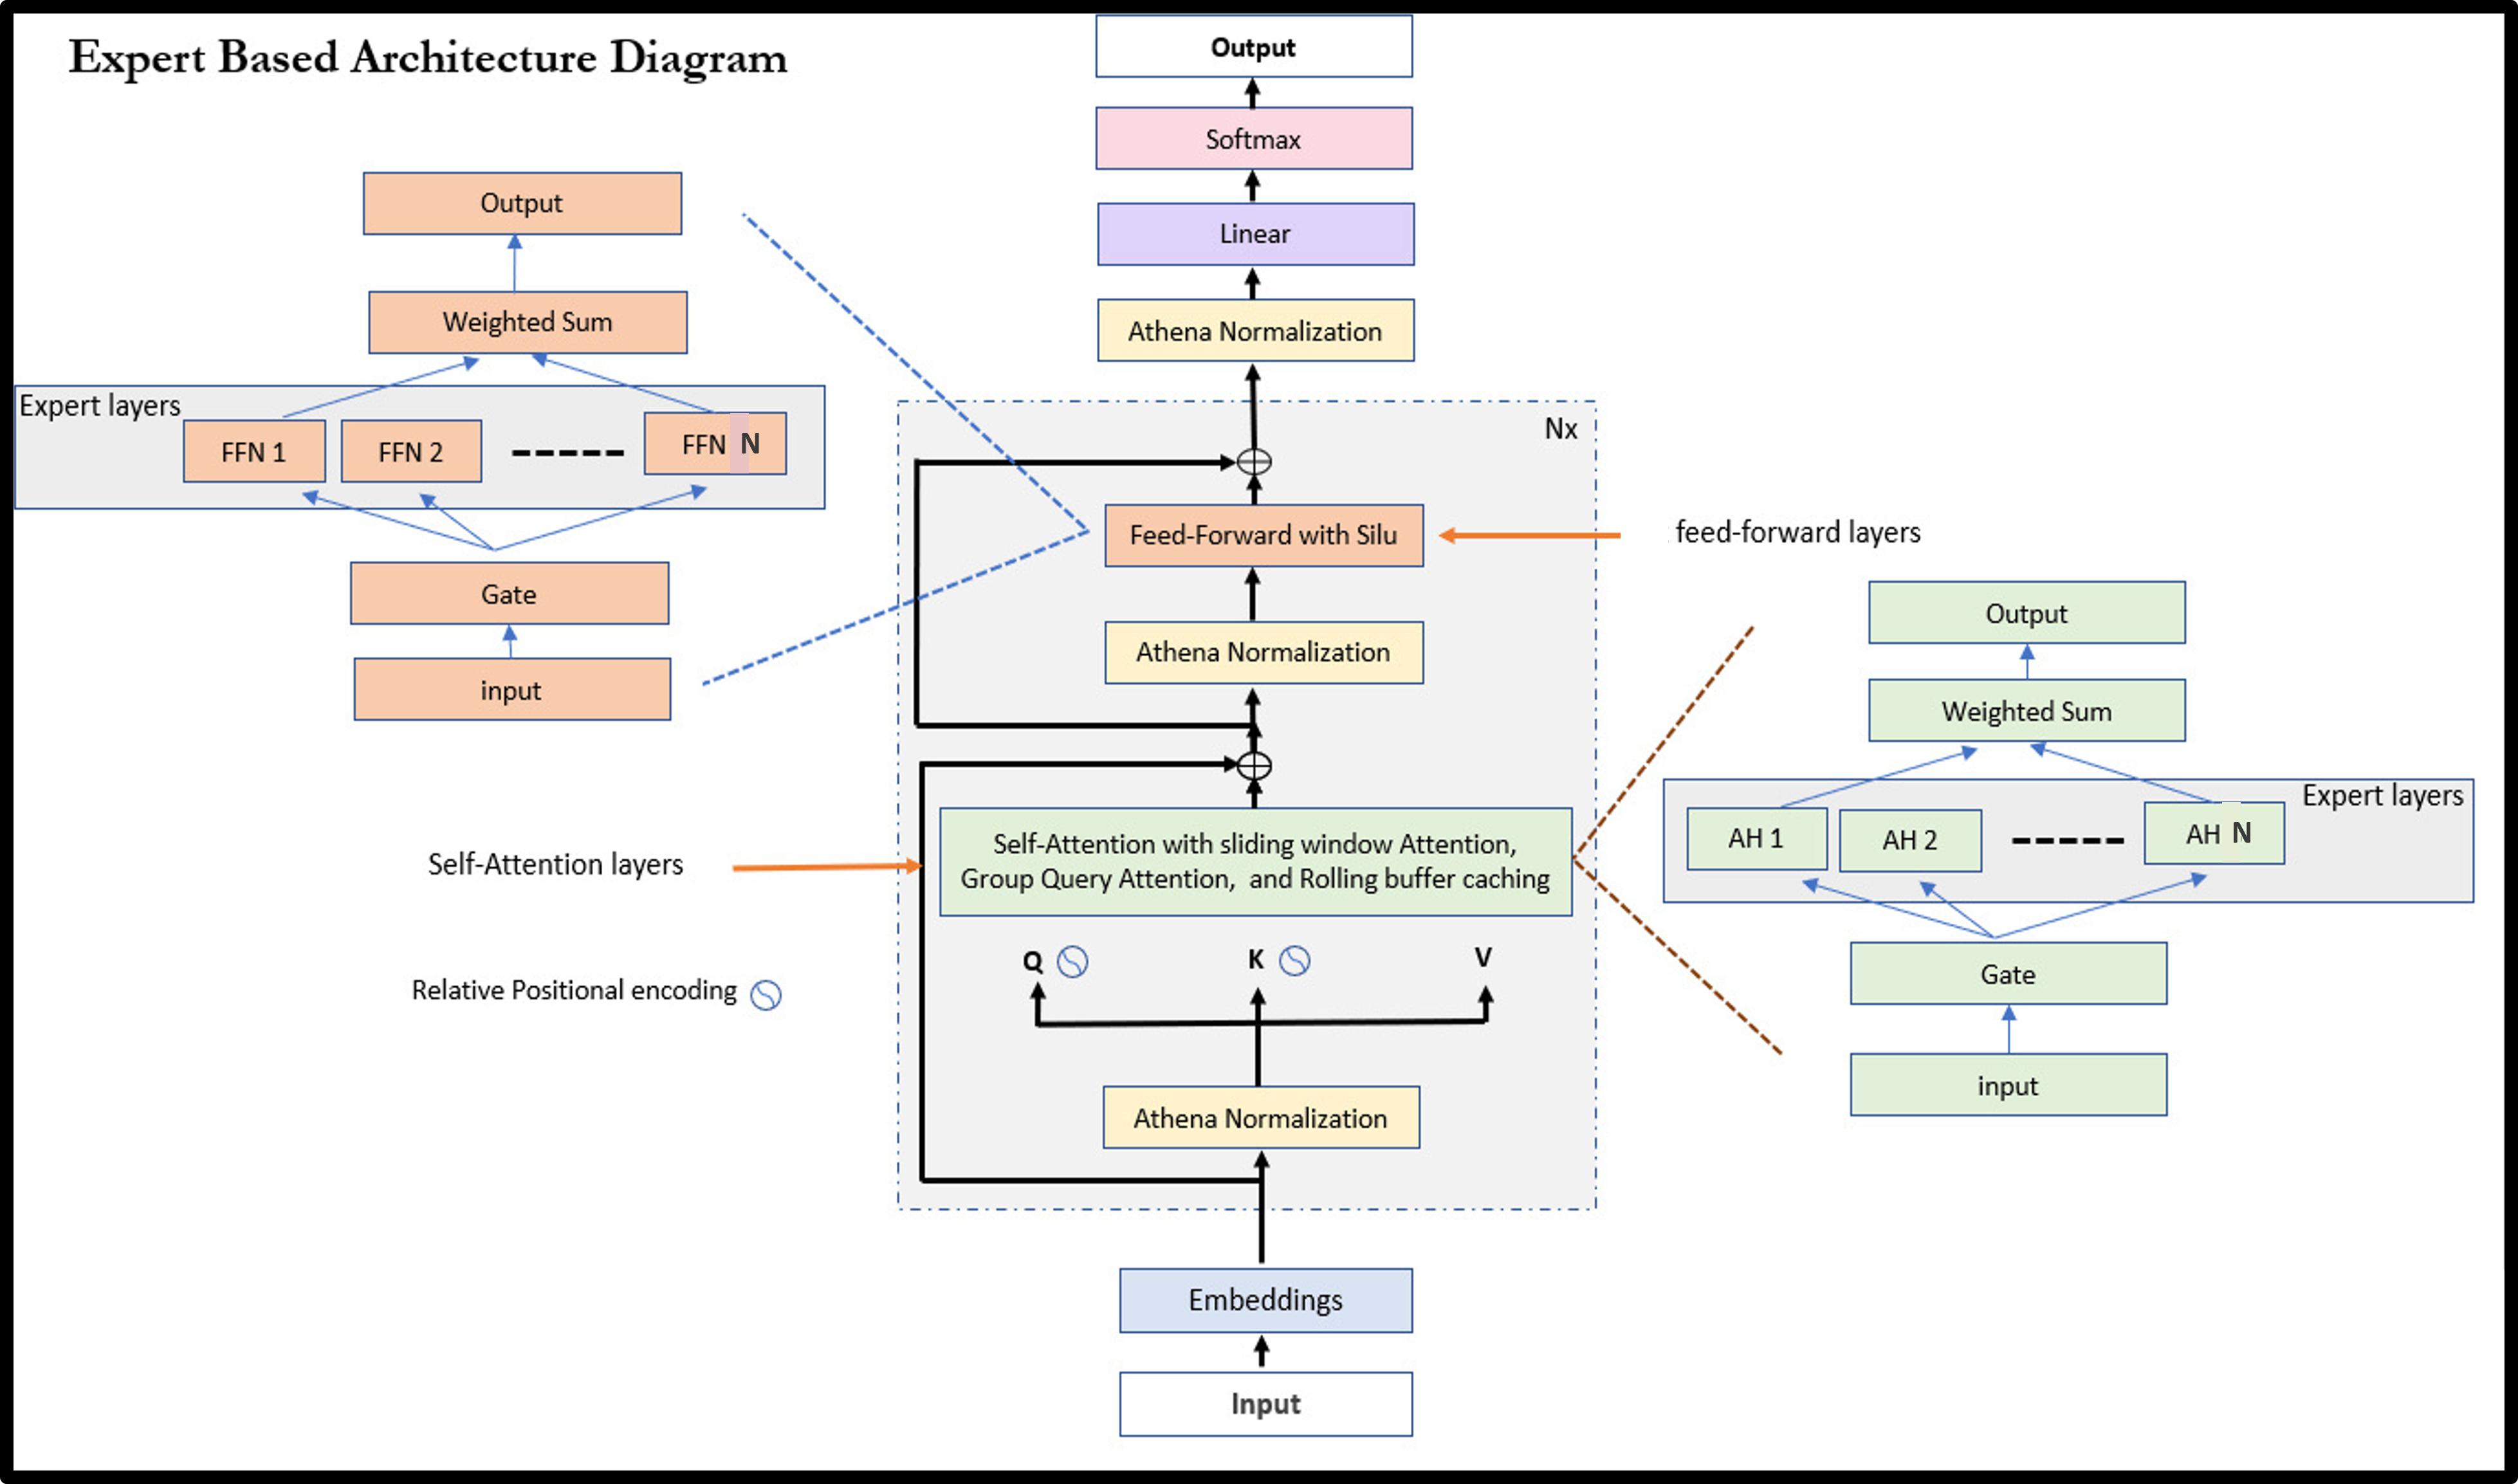 Expert Based Architecture Diagram
Output
Softmax
Linear
Athena Normalization
Nx
Feed-Forward with Silu
feed-forward layers
Athena Normalization
Self-Attention with sliding window Attention,
Group Query Attention, and Rolling buffer caching
Self-Attention layers
Q
K
V
Relative Positional encoding
Athena Normalization
Embeddings
Input
Output
Weighted Sum
Expert layers
FFN 1
FFN 2
FFN N
Gate
input
Output
Weighted Sum
Expert layers
AH 1
AH 2
AH N
Gate
input